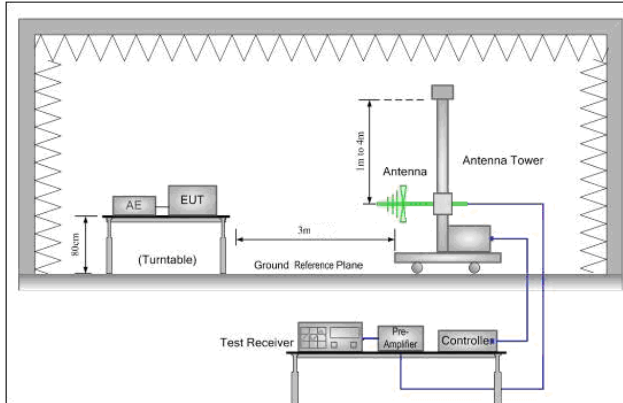 1m to 4m
Antenna
Antenna Tower
AE
EUT
80cm
(Turntable)
3m
Ground Reference Plane
Test Receiver
Pre-
Amplifier
Controller